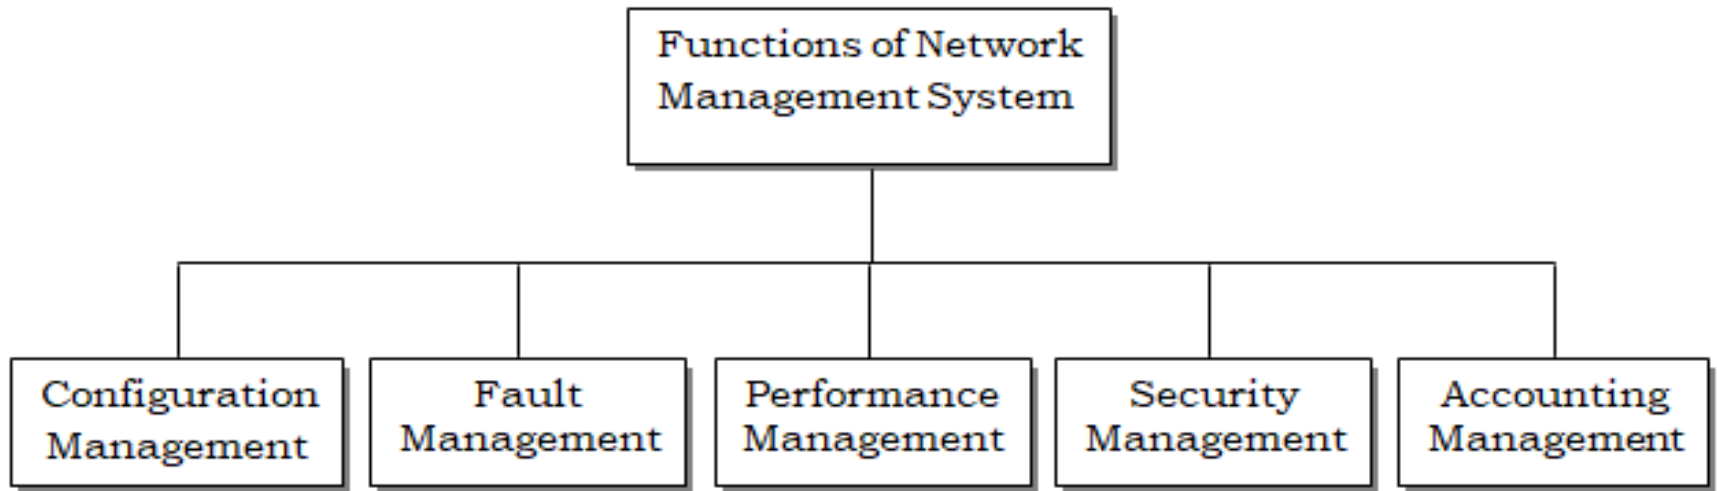 Functions of Network
Management System
Configuration
Management
Fault
Management
Performance
Management
Security
Management
Accounting
Management